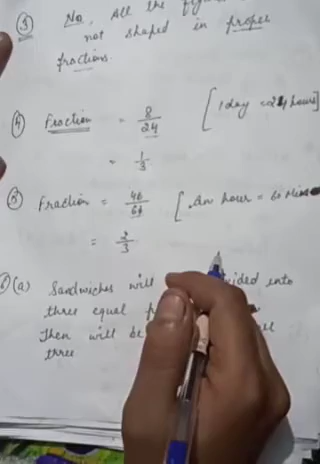 ③ No, All the
not shaped in proper
fractions.
④ Fraction = 8/24 [1 day = 24 hours]
= 1/3
⑤ Fraction = 40/60 [An hour = 60
= 2/3
6 (a) Sandwiches will into
three equal
Then will be
three